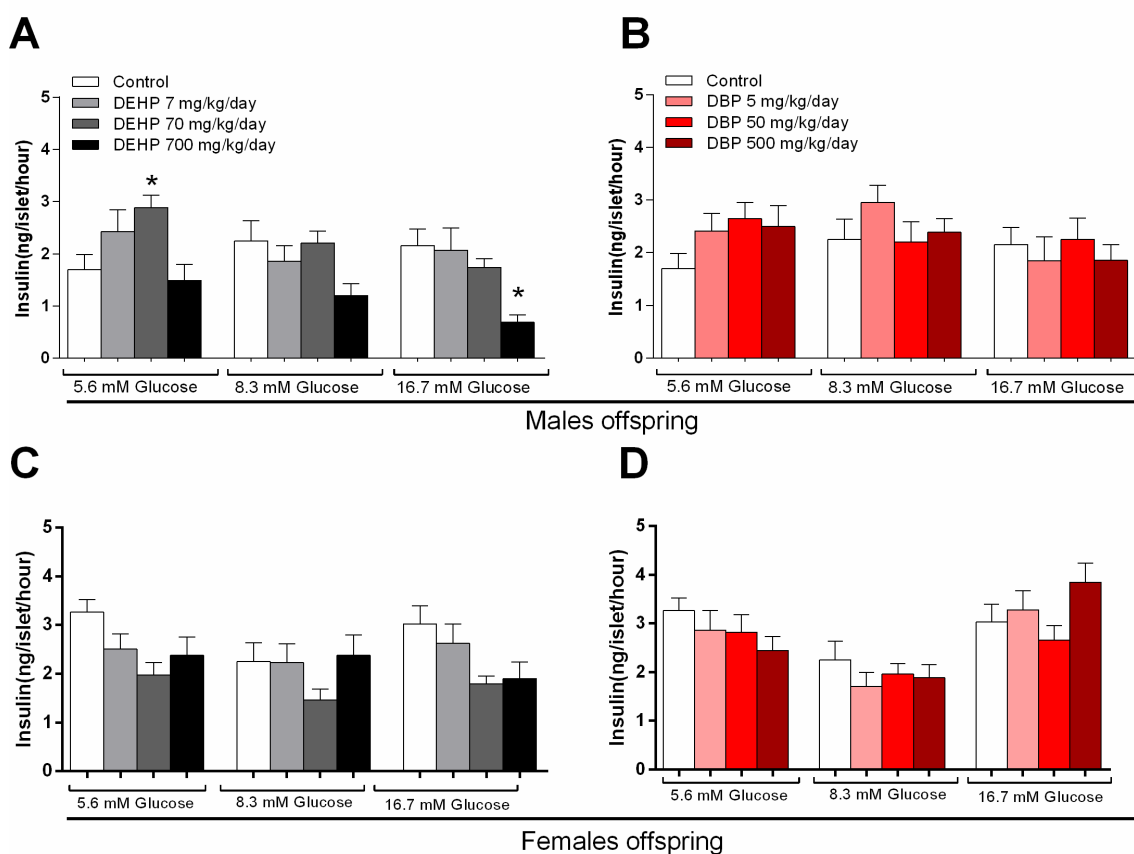 A
Control
DEHP 7 mg/kg/day
DEHP 70 mg/kg/day
DEHP 700 mg/kg/day
Insulin(ng/islet/hour)
5
4
3
2
1
0
*
*
5.6 mM Glucose
8.3 mM Glucose
16.7 mM Glucose
B
Control
DBP 5 mg/kg/day
DBP 50 mg/kg/day
DBP 500 mg/kg/day
Insulin(ng/islet/hour)
5
4
3
2
1
0
5.6 mM Glucose
8.3 mM Glucose
16.7 mM Glucose
Males offspring
C
Insulin(ng/islet/hour)
5
4
3
2
1
0
5.6 mM Glucose
8.3 mM Glucose
16.7 mM Glucose
D
Insulin(ng/islet/hour)
5
4
3
2
1
0
5.6 mM Glucose
8.3 mM Glucose
16.7 mM Glucose
Females offspring